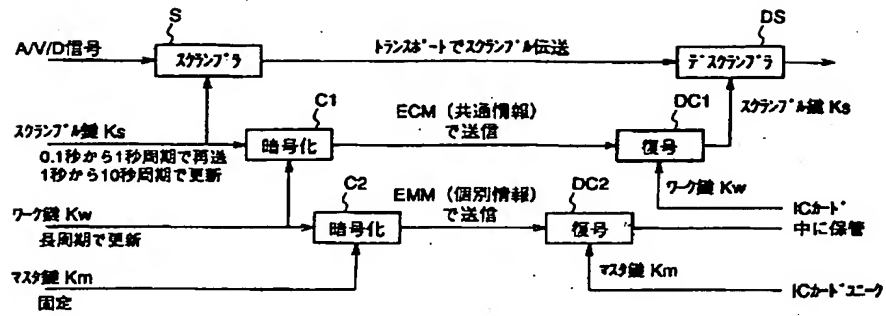 S
DS
A/V/D信号
スクランブラ
トランスポートでスクランブル伝送
デスクランブラ
C1
ECM（共通情報）
で送信
DC1
スクランブル鍵 Ks
スクランブル鍵 Ks
0.1秒から1秒周期で再送
1秒から10秒周期で更新
暗号化
復号
C2
EMM（個別情報）
で送信
DC2
ワーク鍵 Kw
ワーク鍵 Kw
長周期で更新
暗号化
復号
ICカード
中に保管
マスタ鍵 Km
固定
マスタ鍵 Km
ICカードユニーク